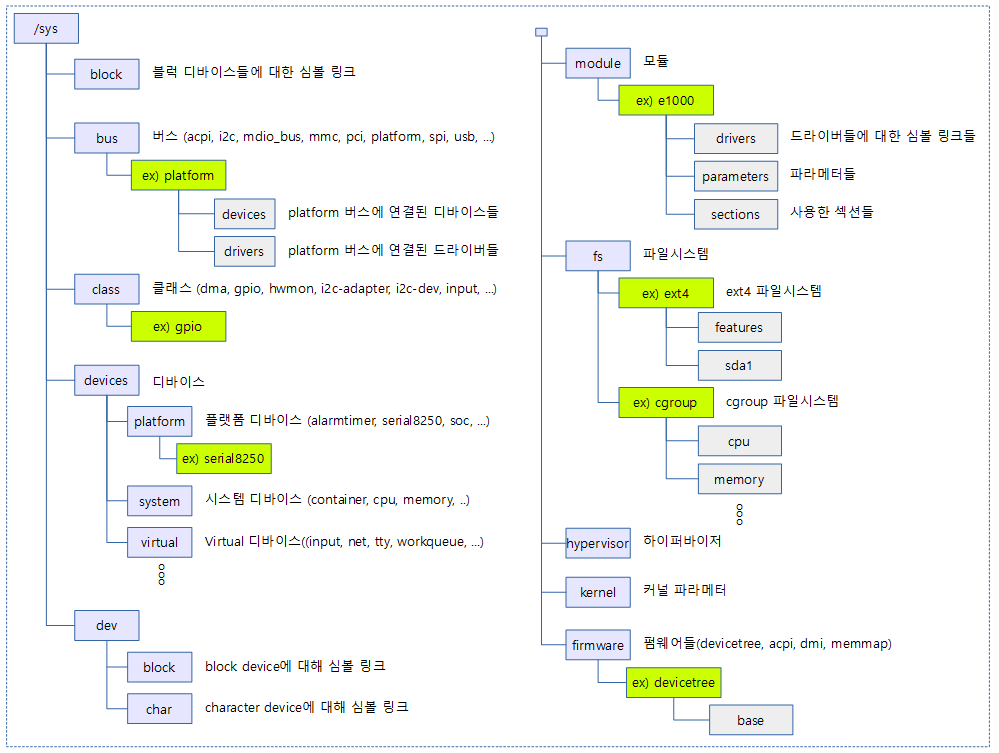 /sys
block 블럭 디바이스들에 대한 심볼 링크
bus 버스 (acpi, i2c, mdio_bus, mmc, pci, platform, spi, usb, ...)
ex) platform
devices platform 버스에 연결된 디바이스들
drivers platform 버스에 연결된 드라이버들
class 클래스 (dma, gpio, hwmon, i2c-adapter, i2c-dev, input, ...)
ex) gpio
devices 디바이스
platform 플랫폼 디바이스 (alarmtimer, serial8250, soc, ...)
ex) serial8250
system 시스템 디바이스 (container, cpu, memory, ..)
virtual Virtual 디바이스((input, net, tty, workqueue, ...)
dev
block block device에 대해 심볼 링크
char character device에 대해 심볼 링크
module 모듈
ex) e1000
drivers 드라이버들에 대한 심볼 링크들
parameters 파라메터들
sections 사용한 섹션들
fs 파일시스템
ex) ext4 ext4 파일시스템
features
sda1
ex) cgroup cgroup 파일시스템
cpu
memory
hypervisor 하이퍼바이저
kernel 커널 파라메터
firmware 펌웨어들(devicetree, acpi, dmi, memmap)
ex) devicetree
base